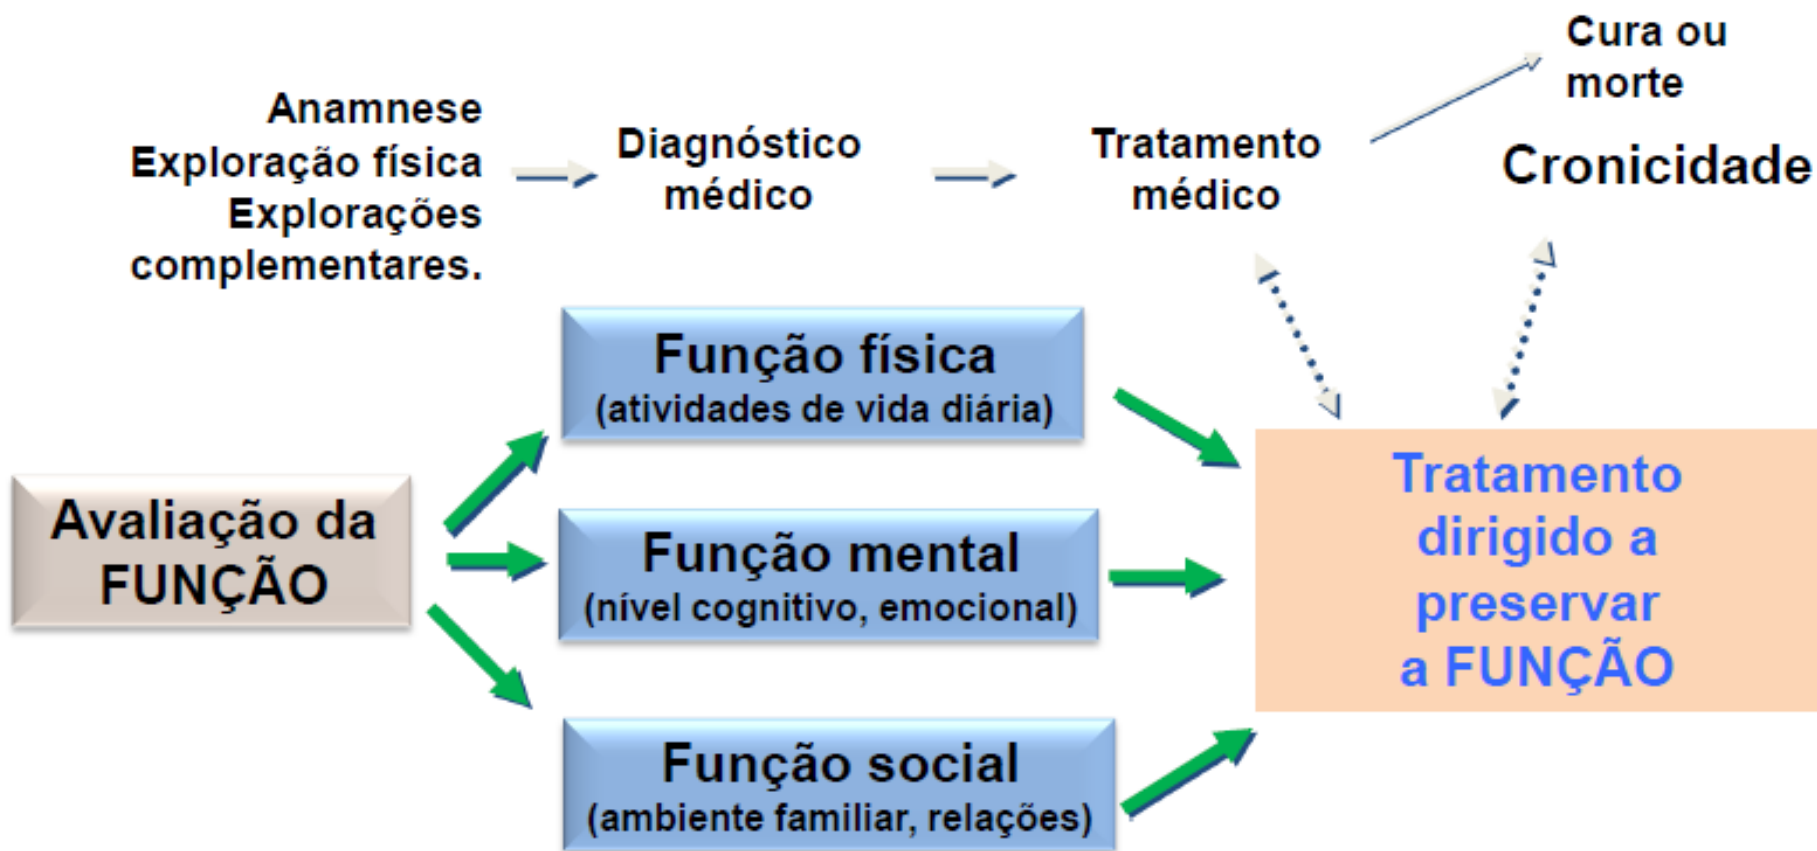 Anamnese
Exploração física
Explorações
complementares.
Diagnóstico
médico
Tratamento
médico
Cura ou
morte
Cronicidade
Avaliação da
FUNÇÃO
Função física
(atividades de vida diária)
Função mental
(nível cognitivo, emocional)
Função social
(ambiente familiar, relações)
Tratamento
dirigido a
preservar
a FUNÇÃO